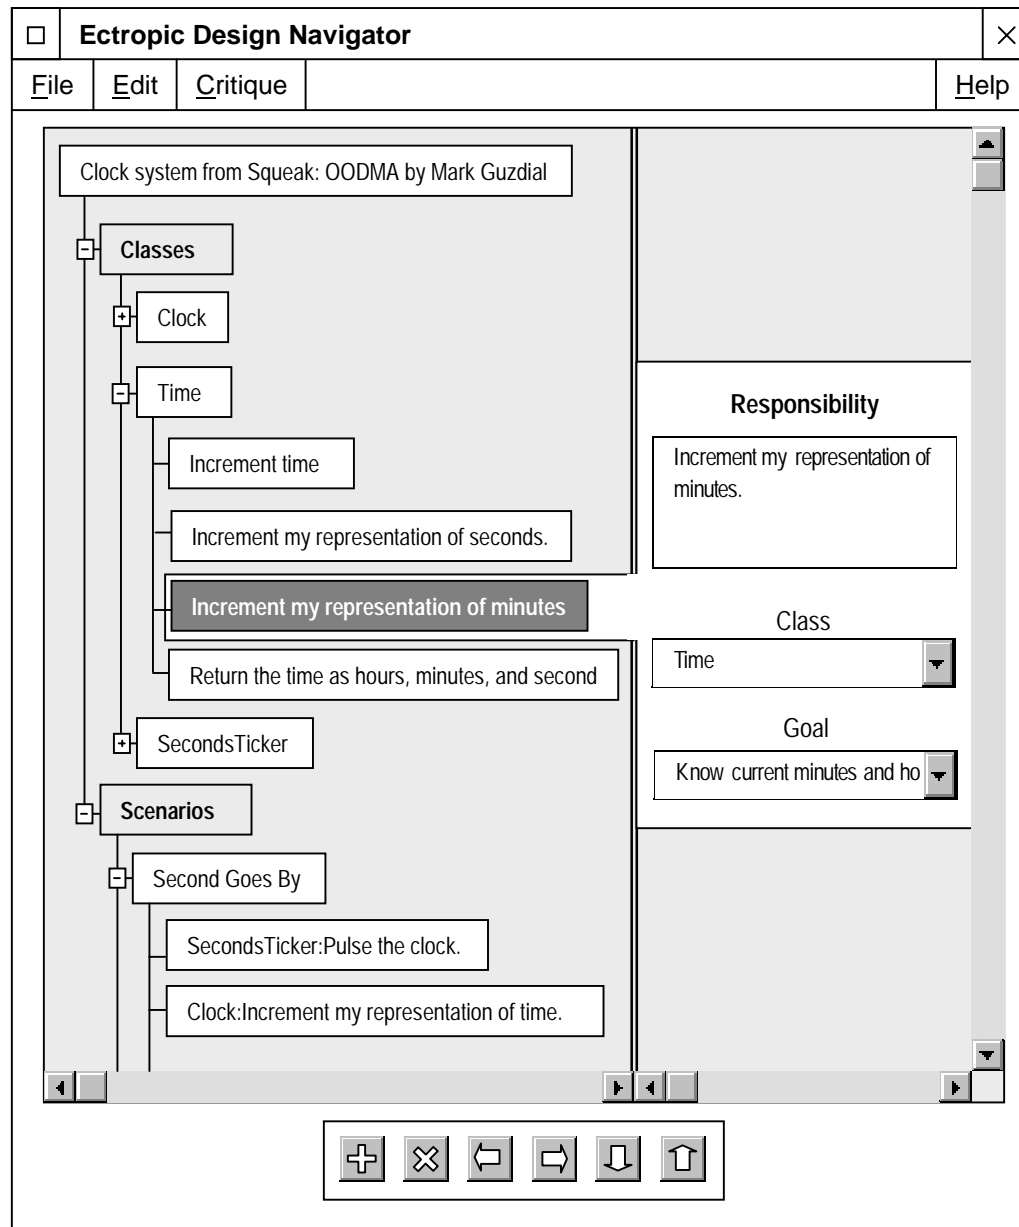 Ectropic Design Navigator
File Edit Critique Help
Clock system from Squeak: OODMA by Mark Guzdial
Classes
Clock
Time
Increment time
Increment my representation of seconds.
Increment my representation of minutes
Return the time as hours, minutes, and second
SecondsTicker
Scenarios
Second Goes By
SecondsTicker:Pulse the clock.
Clock:Increment my representation of time.
Responsibility
Increment my representation of
minutes.
Class
Time
Goal
Know current minutes and ho